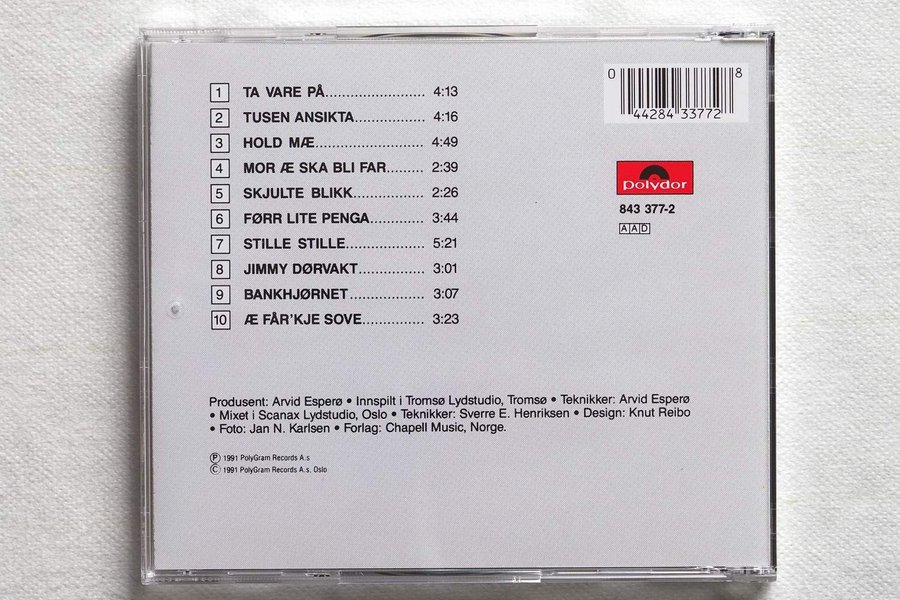 1 TA VARE PÅ........................ 4:13
2 TUSEN ANSIKTA................. 4:16
3 HOLD MÆ.......................... 4:49
4 MOR Æ SKA BLI FAR......... 2:39
5 SKJULTE BLIKK................. 2:26
6 FØRR LITE PENGA............. 3:44
7 STILLE STILLE................... 5:21
8 JIMMY DØRVAKT................ 3:01
9 BANKHJØRNET.................. 3:07
10 Æ FÅR'KJE SOVE............... 3:23
0 44284 33772 8
polydor
843 377-2
AAD
Produsent: Arvid Esperø • Innspilt i Tromsø Lydstudio, Tromsø • Teknikker: Arvid Esperø
• Mixet i Scanax Lydstudio, Oslo • Teknikker: Sverre E. Henriksen • Design: Knut Reibo
• Foto: Jan N. Karlsen • Forlag: Chapell Music, Norge.
Ⓟ 1991 PolyGram Records A.s
© 1991 PolyGram Records A.s, Oslo